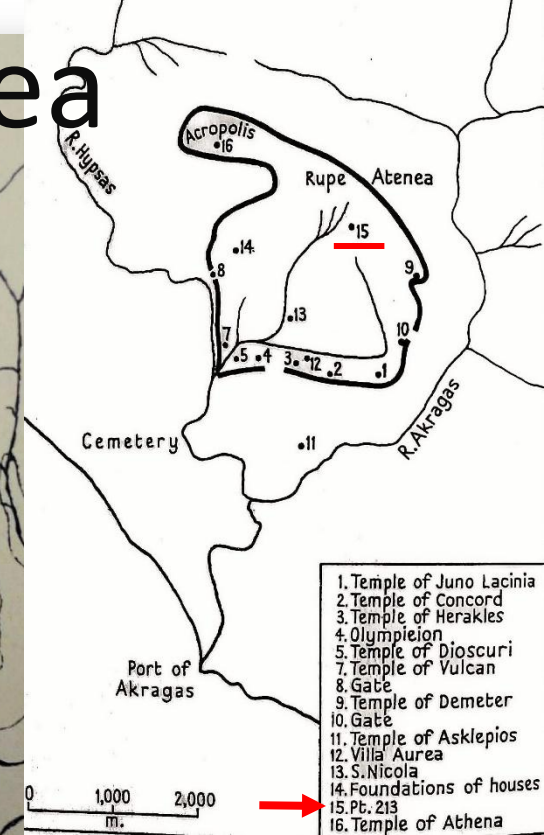 ea
Acropolis
16
R. Hypsas
Rupe Atenea
15
14
8
9
13
10
7
5 4 3 12 2 1
Cemetery
11
R. Akragas
Port of
Akragas
0 1,000 2,000
m.
1. Temple of Juno Lacinia
2. Temple of Concord
3. Temple of Herakles
4. Olympieion
5. Temple of Dioscuri
7. Temple of Vulcan
8. Gate
9. Temple of Demeter
10. Gate
11. Temple of Asklepios
12. Villa Aurea
13. S. Nicola
14. Foundations of houses
15. Pt. 213
16. Temple of Athena